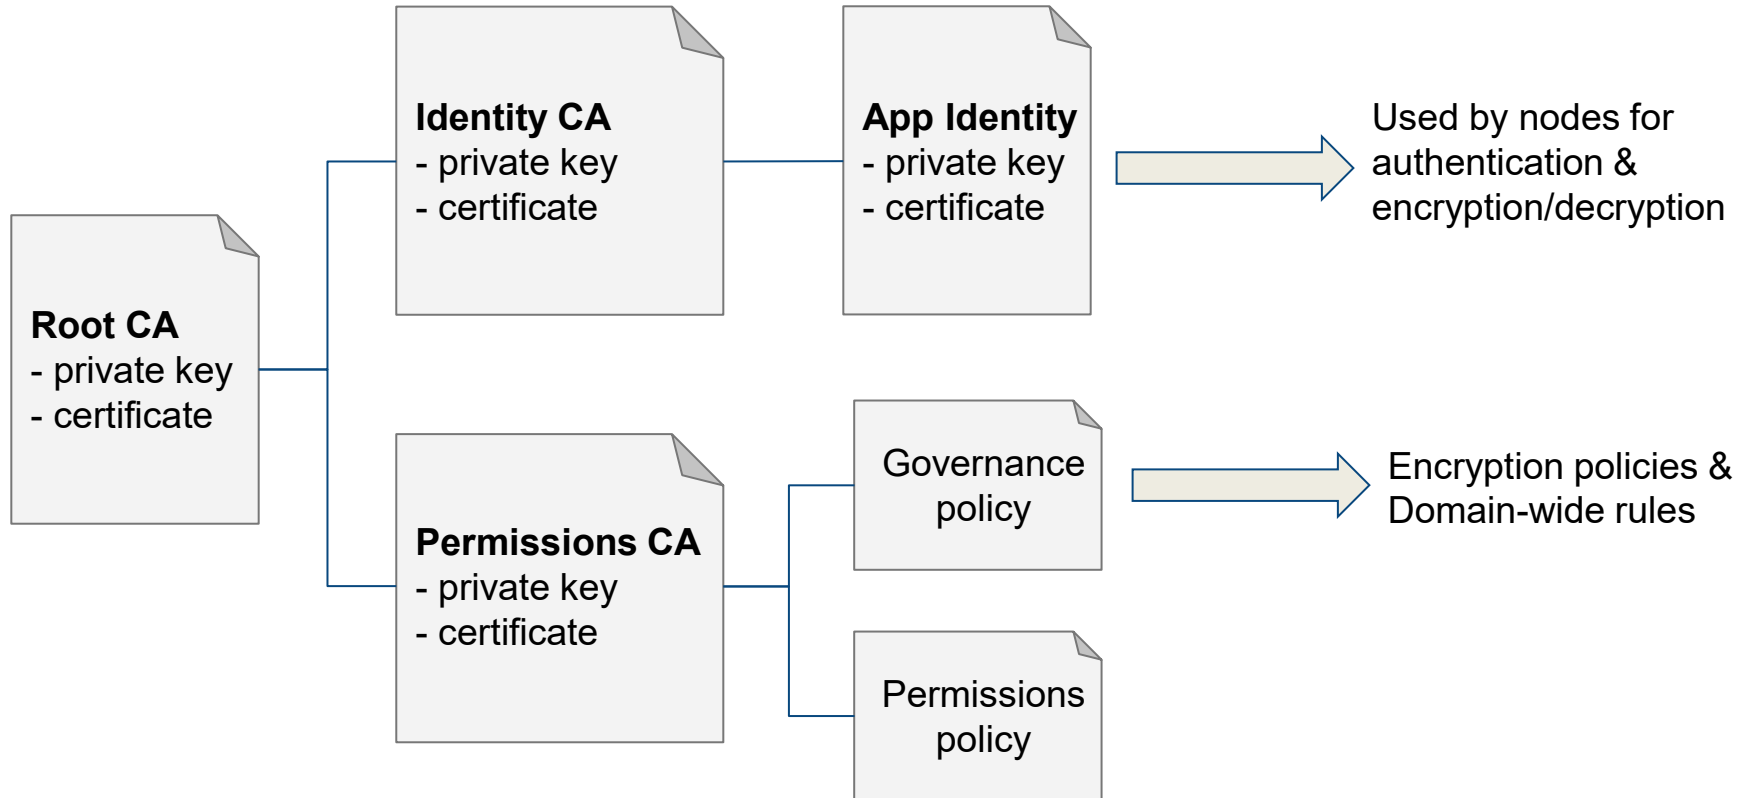 Root CA
- private key
- certificate
Identity CA
- private key
- certificate
App Identity
- private key
- certificate
Used by nodes for
authentication &
encryption/decryption
Permissions CA
- private key
- certificate
Governance
policy
Encryption policies &
Domain-wide rules
Permissions
policy